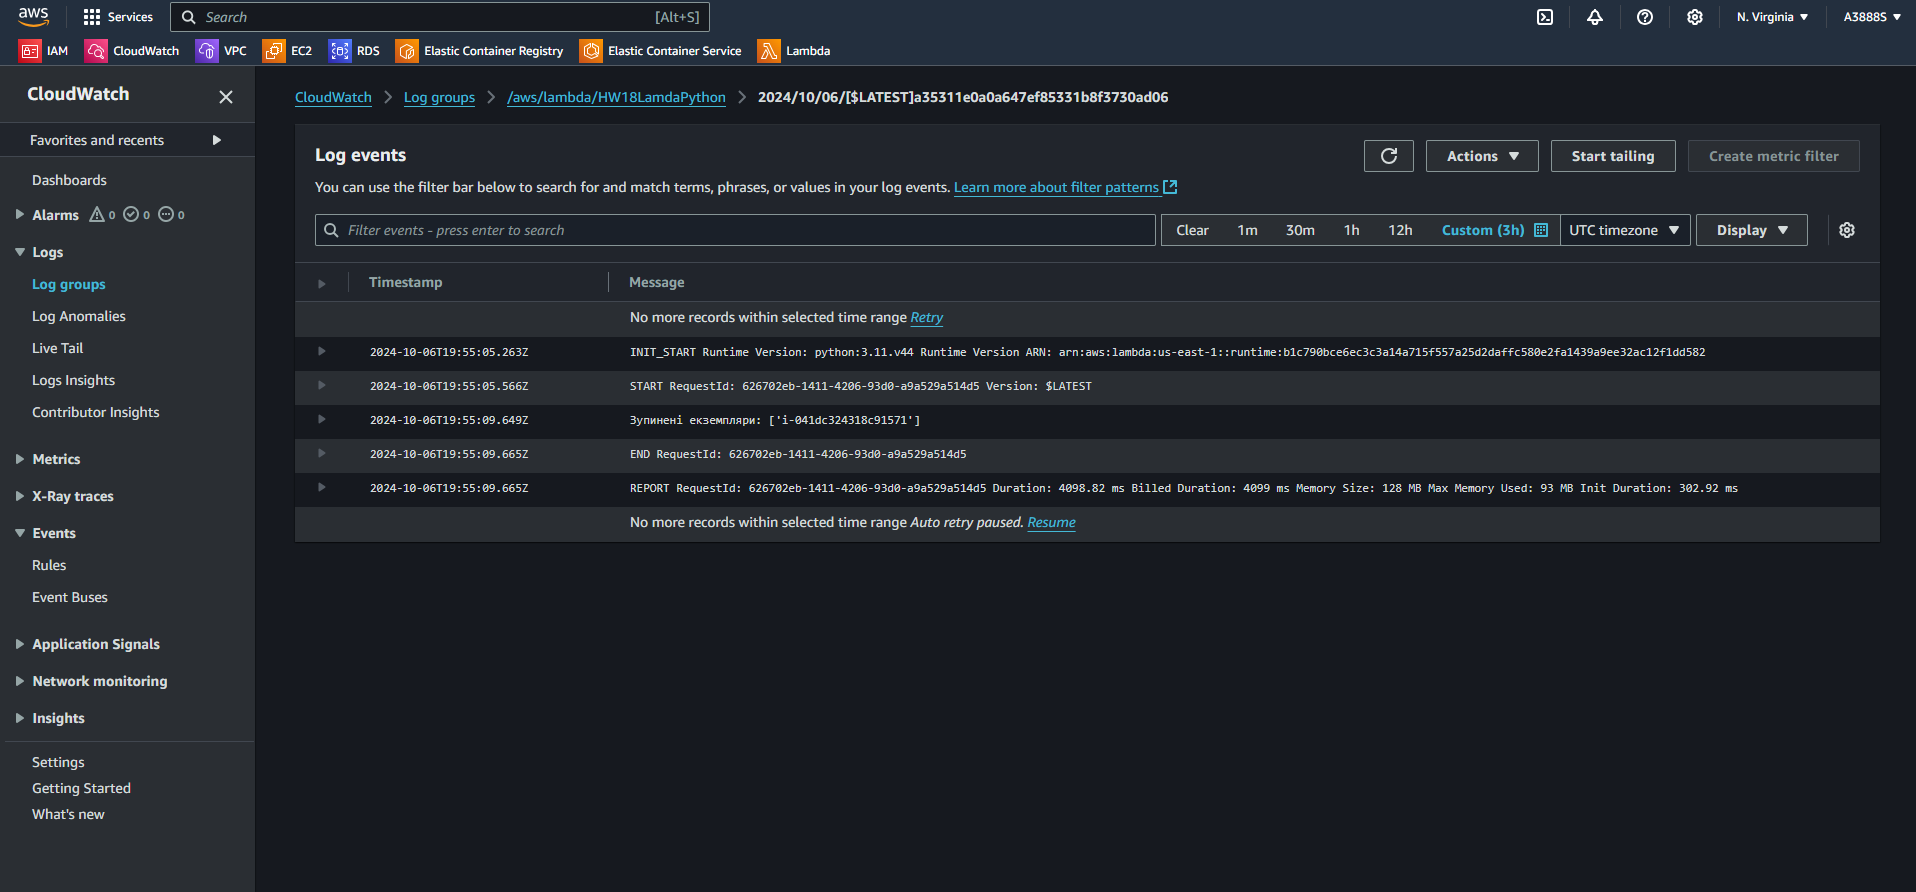 aws Services Search [Alt+S] N. Virginia A3888S
IAM CloudWatch VPC EC2 RDS Elastic Container Registry Elastic Container Service Lambda
CloudWatch
Favorites and recents
Dashboards
Alarms 0 0 0
Logs
Log groups
Log Anomalies
Live Tail
Logs Insights
Contributor Insights
Metrics
X-Ray traces
Events
Rules
Event Buses
Application Signals
Network monitoring
Insights
Settings
Getting Started
What's new
CloudWatch Log groups /aws/lambda/HW18LamdaPython 2024/10/06/[$LATEST]a35311e0a0a647ef85331b8f3730ad06
Log events
Actions Start tailing Create metric filter
You can use the filter bar below to search for and match terms, phrases, or values in your log events. Learn more about filter patterns
Filter events - press enter to search Clear 1m 30m 1h 12h Custom (3h) UTC timezone Display
Timestamp Message
No more records within selected time range Retry
2024-10-06T19:55:05.263Z INIT_START Runtime Version: python:3.11.v44 Runtime Version ARN: arn:aws:lambda:us-east-1::runtime:b1c790bce6ec3c3a14a715f557a25d2daffc580e2fa1439a9ee32ac12f1dd582
2024-10-06T19:55:05.566Z START RequestId: 626702eb-1411-4206-93d0-a9a529a514d5 Version: $LATEST
2024-10-06T19:55:09.649Z Зупинені екземпляри: ['i-041dc324318c91571']
2024-10-06T19:55:09.665Z END RequestId: 626702eb-1411-4206-93d0-a9a529a514d5
2024-10-06T19:55:09.665Z REPORT RequestId: 626702eb-1411-4206-93d0-a9a529a514d5 Duration: 4098.82 ms Billed Duration: 4099 ms Memory Size: 128 MB Max Memory Used: 93 MB Init Duration: 302.92 ms
No more records within selected time range Auto retry paused. Resume